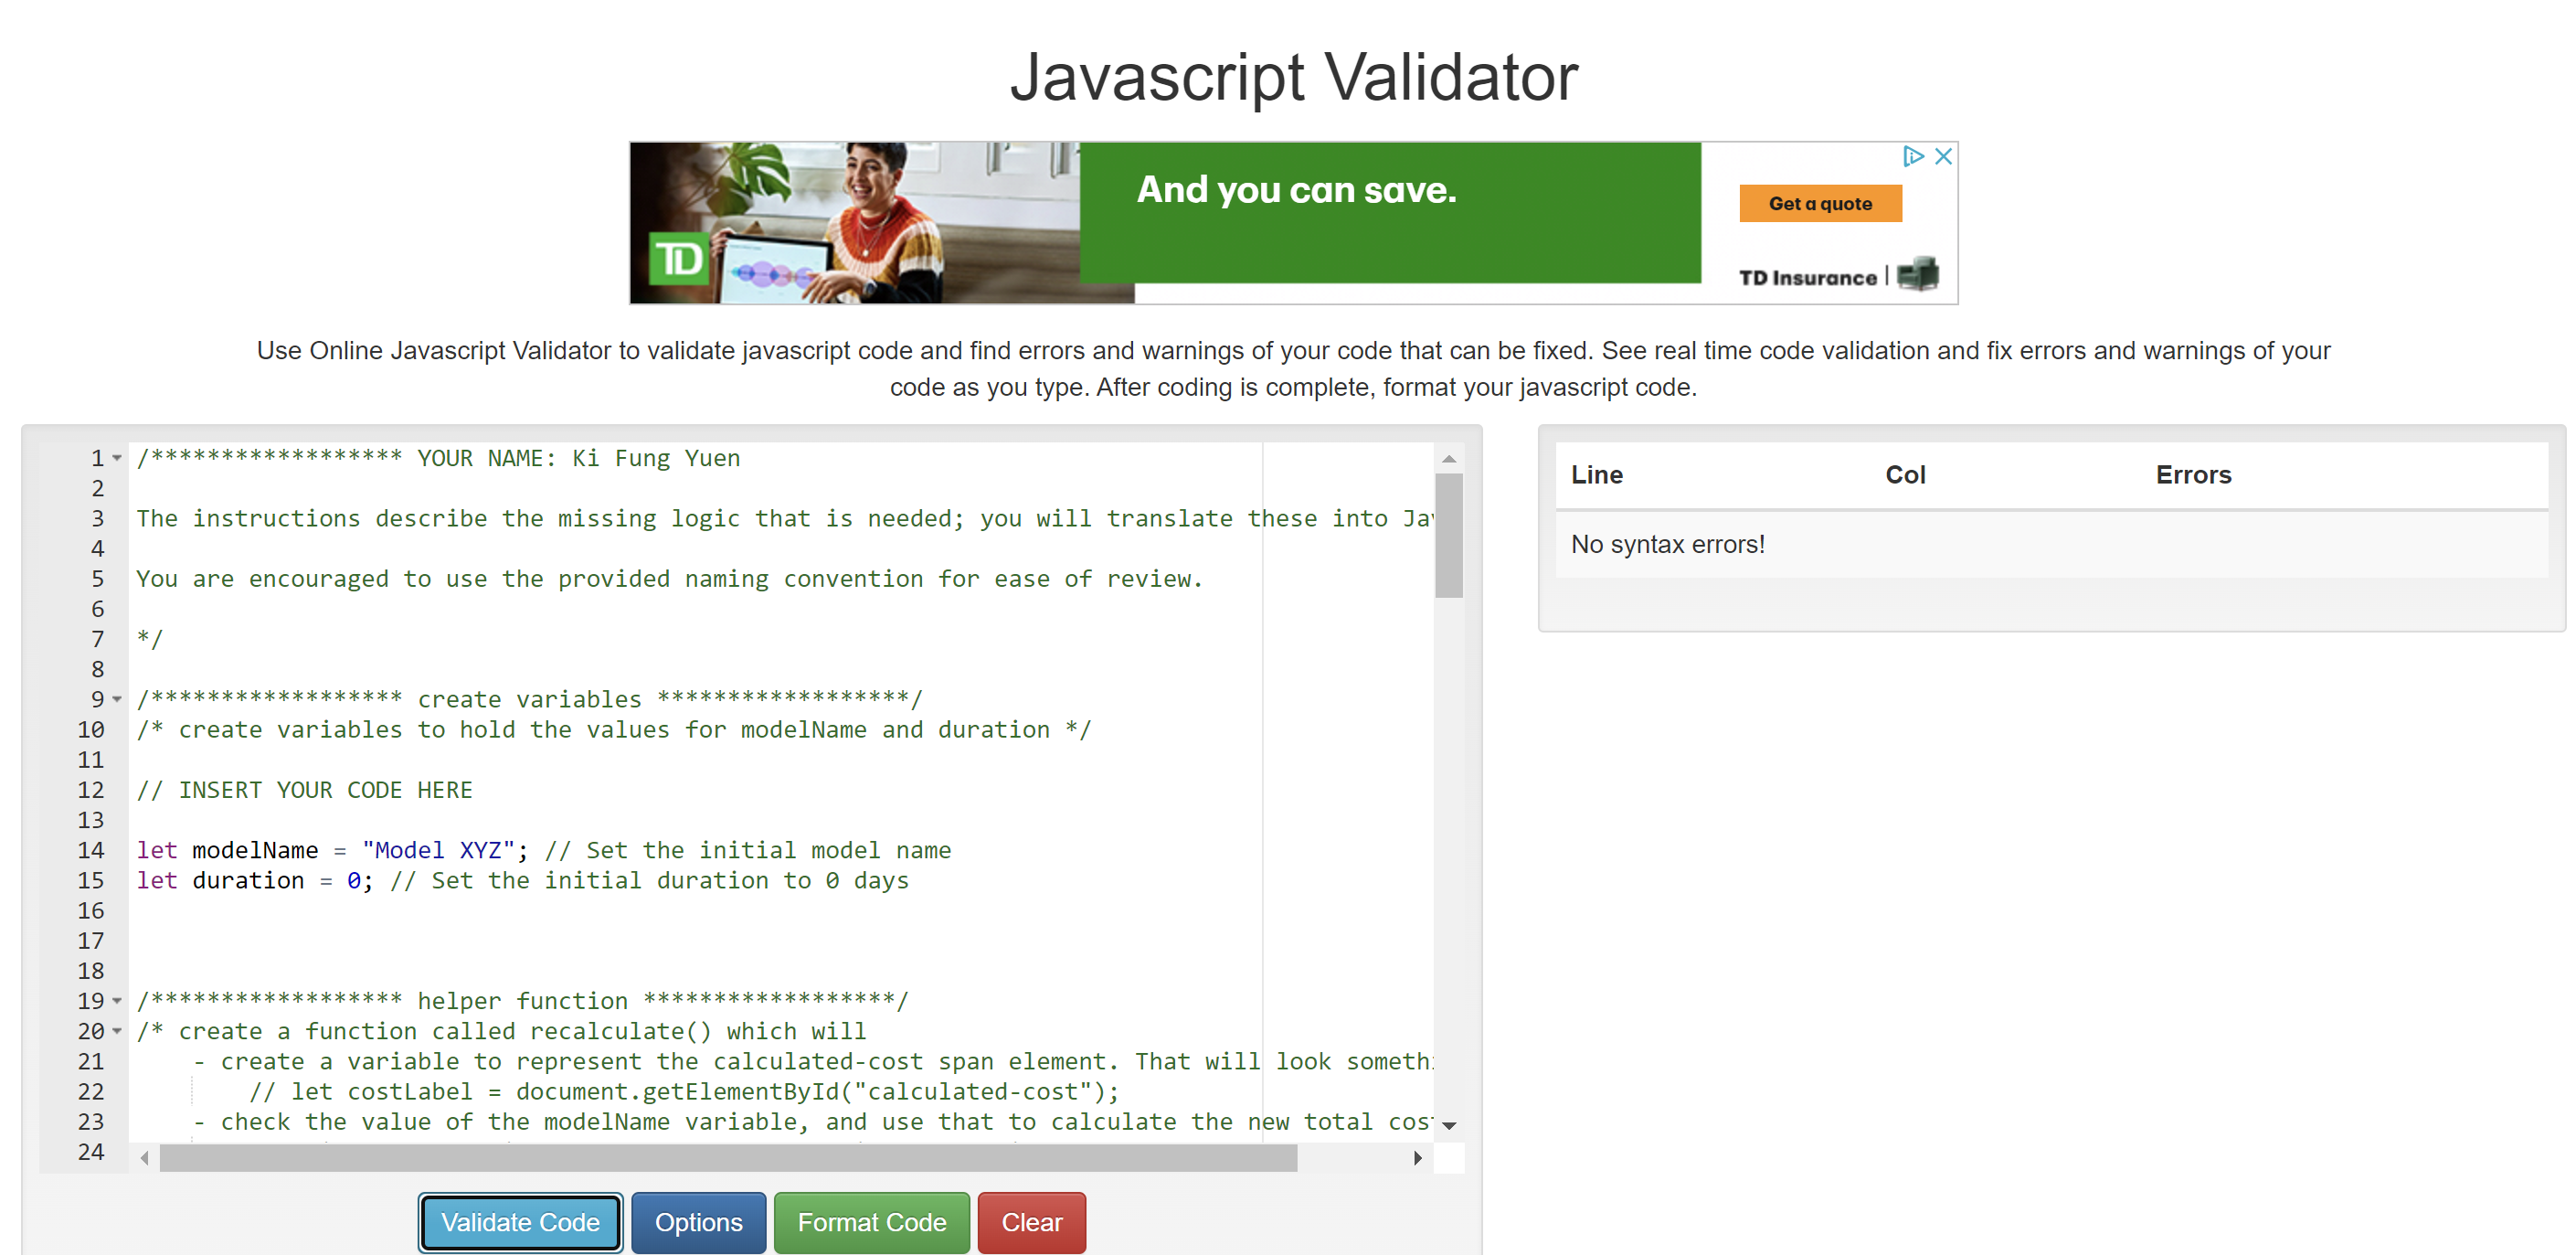 Javascript Validator
And you can save.
Get a quote
TD
TD Insurance
Use Online Javascript Validator to validate javascript code and find errors and warnings of your code that can be fixed. See real time code validation and fix errors and warnings of your
code as you type. After coding is complete, format your javascript code.
1 /****************** YOUR NAME: Ki Fung Yuen
2
3 The instructions describe the missing logic that is needed; you will translate these into Jav
4
5 You are encouraged to use the provided naming convention for ease of review.
6
7 */
8
9 /****************** create variables ******************/
10 /* create variables to hold the values for modelName and duration */
11
12 // INSERT YOUR CODE HERE
13
14 let modelName = "Model XYZ"; // Set the initial model name
15 let duration = 0; // Set the initial duration to 0 days
16
17
18
19 /****************** helper function ******************/
20 /* create a function called recalculate() which will
21 - create a variable to represent the calculated-cost span element. That will look somethi
22 // let costLabel = document.getElementById("calculated-cost");
23 - check the value of the modelName variable, and use that to calculate the new total cos
24
Validate Code Options Format Code Clear
Line Col Errors
No syntax errors!